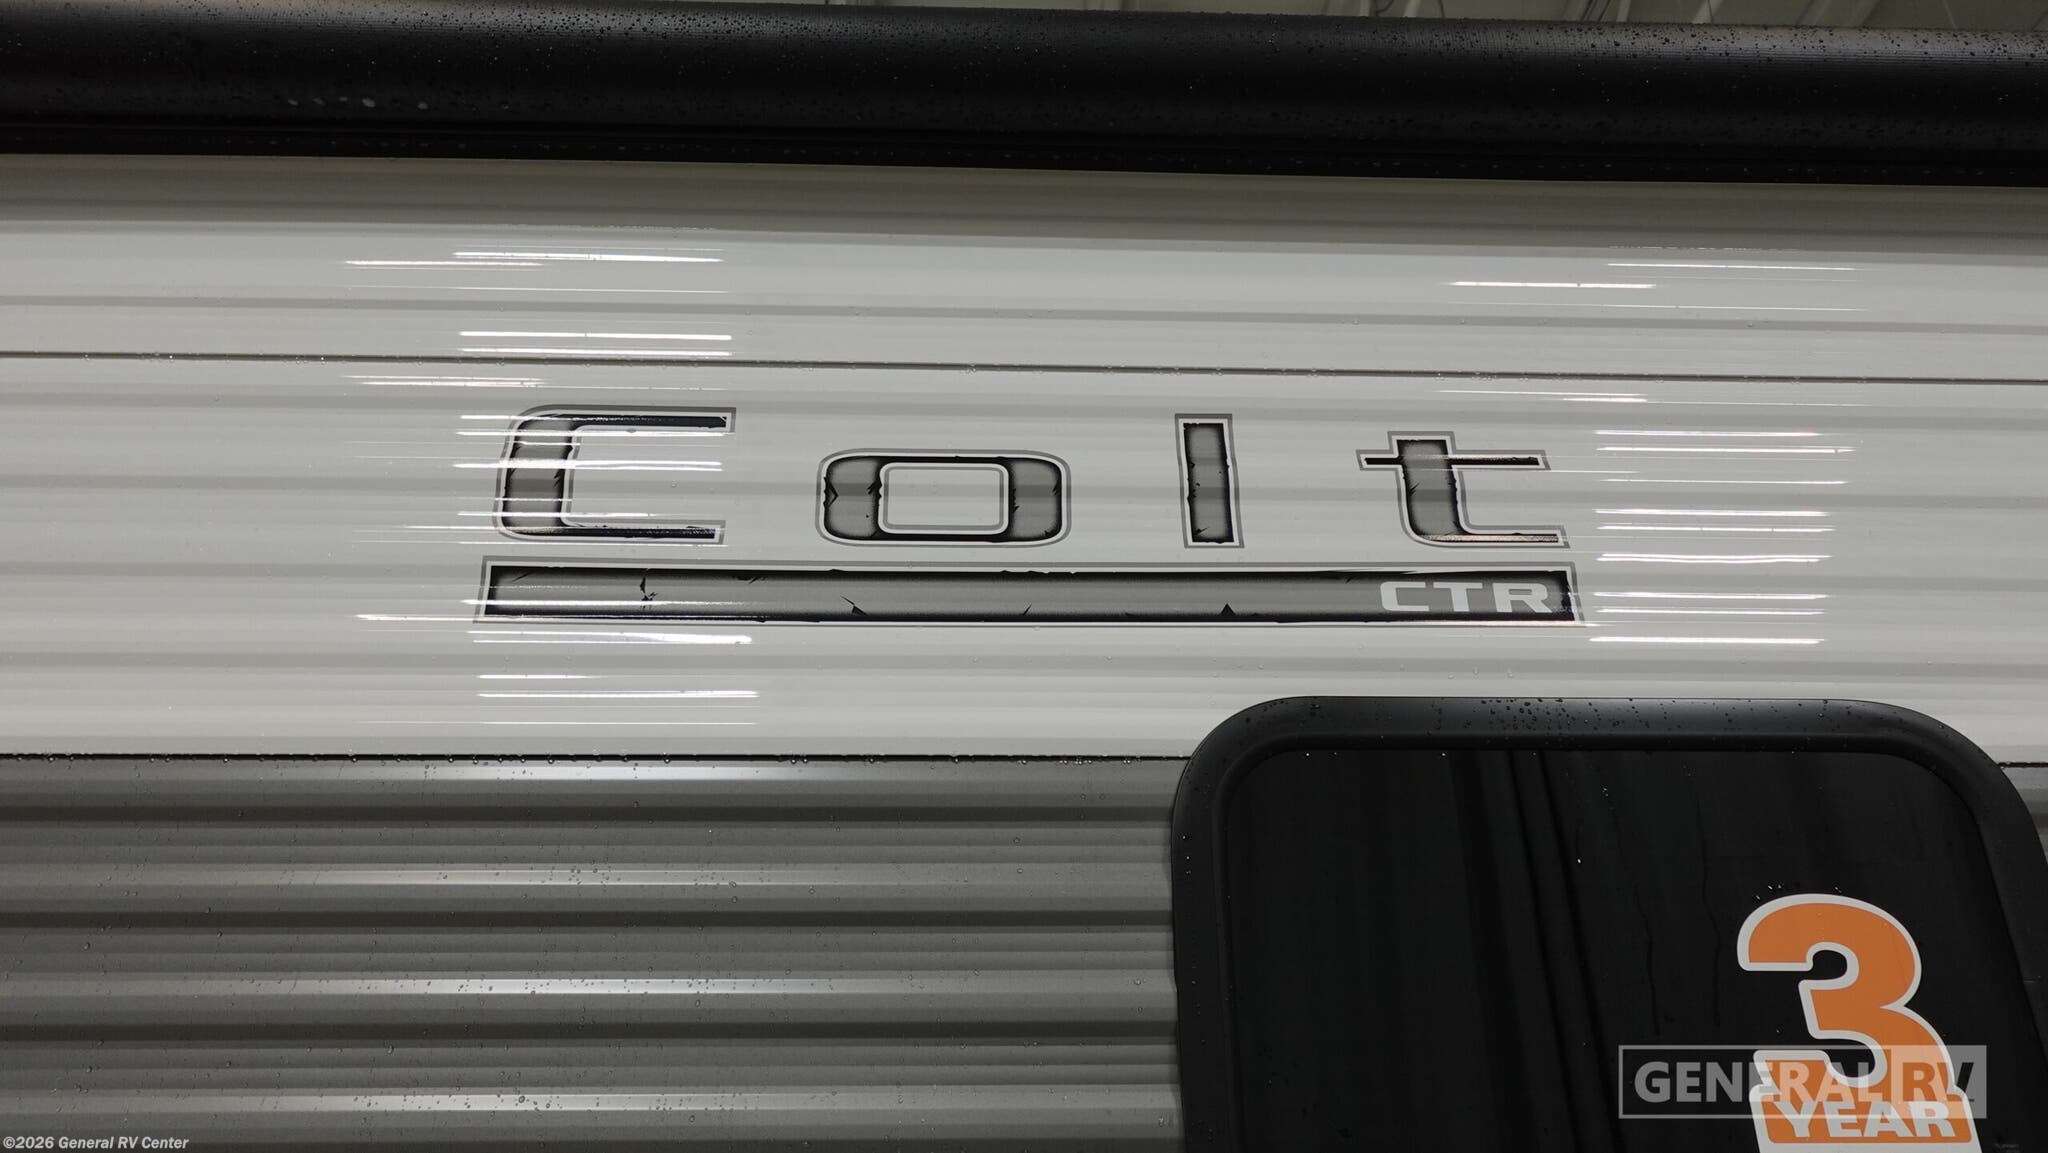 Colt
CTR
3
YEAR
GENERAL RV
©2026 General RV Center